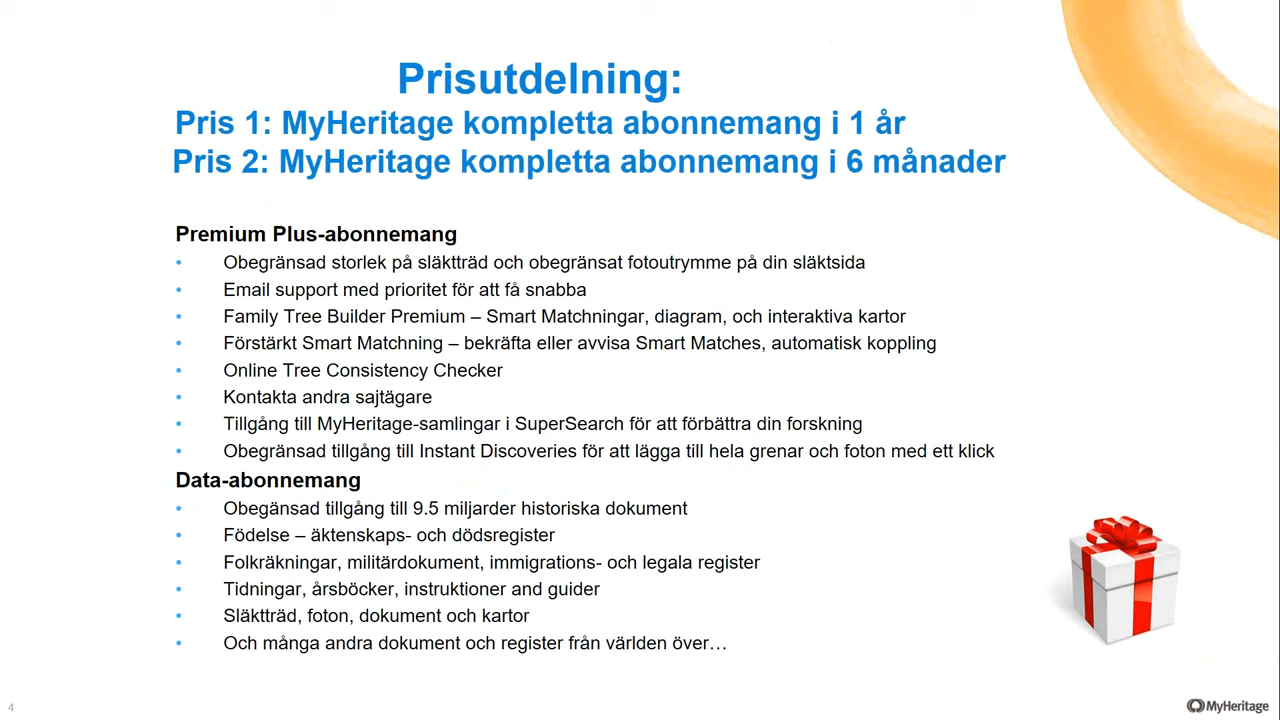 Prisutdelning:
Pris 1: MyHeritage kompletta abonnemang i 1 år
Pris 2: MyHeritage kompletta abonnemang i 6 månader
Premium Plus-abonnemang
• Obegränsad storlek på släktträd och obegränsat fotoutrymme på din släktsida
• Email support med prioritet för att få snabba
• Family Tree Builder Premium – Smart Matchningar, diagram, och interaktiva kartor
• Förstärkt Smart Matchning – bekräfta eller avvisa Smart Matches, automatisk koppling
• Online Tree Consistency Checker
• Kontakta andra sajtägare
• Tillgång till MyHeritage-samlingar i SuperSearch för att förbättra din forskning
• Obegränsad tillgång till Instant Discoveries för att lägga till hela grenar och foton med ett klick
Data-abonnemang
• Obegänsad tillgång till 9.5 miljarder historiska dokument
• Födelse – äktenskaps- och dödsregister
• Folkräkningar, militärdokument, immigrations- och legala register
• Tidningar, årsböcker, instruktioner and guider
• Släktträd, foton, dokument och kartor
• Och många andra dokument och register från världen över…
4
MyHeritage